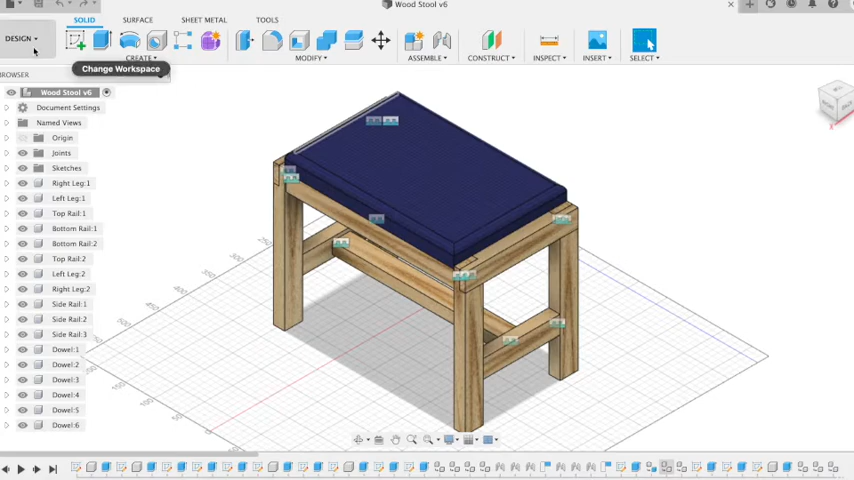 Wood Stool v6
SOLID SURFACE SHEET METAL TOOLS
DESIGN
CREATE MODIFY ASSEMBLE CONSTRUCT INSPECT INSERT SELECT
Change Workspace
BROWSER
Wood Stool v6
Document Settings
Named Views
Origin
Joints
Sketches
Right Leg:1
Left Leg:1
Top Rail:1
Bottom Rail:1
Bottom Rail:2
Top Rail:2
Left Leg:2
Right Leg:2
Side Rail:1
Side Rail:2
Side Rail:3
Dowel:1
Dowel:2
Dowel:3
Dowel:4
Dowel:5
Dowel:6